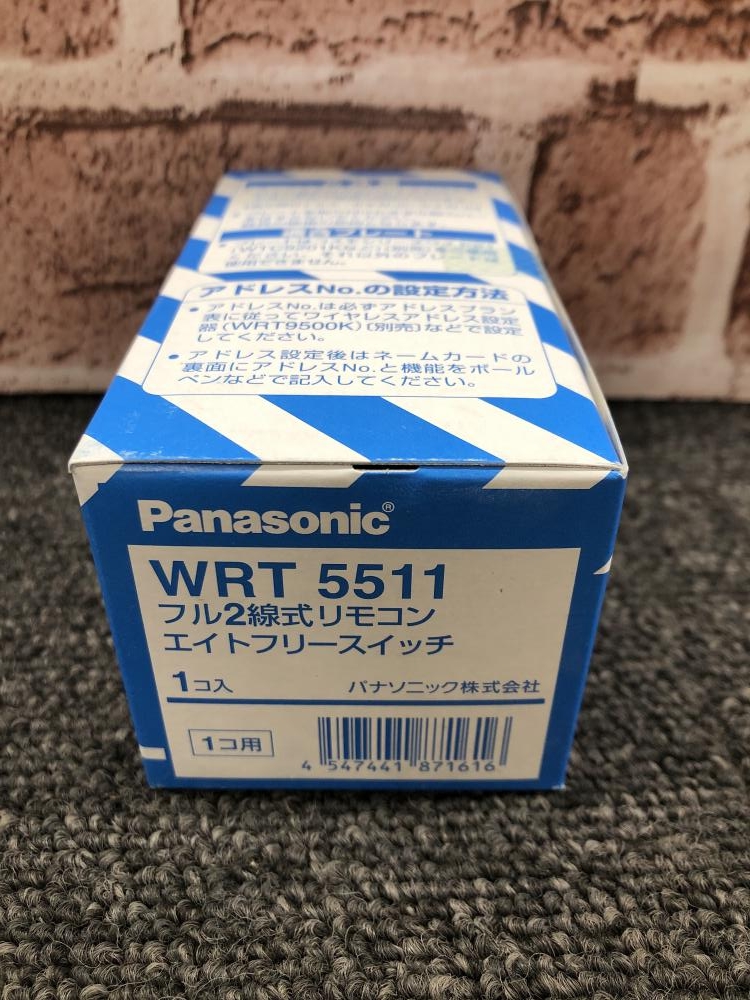 アドレスNo.の設定方法
• アドレスNo.は必ずアドレスプラン
表に従ってワイヤレスアドレス設定
器(WRT9500K)(別売)などで設定
してください。
• アドレス設定後はネームカードの
裏面にアドレスNo.と機能をボール
ペンなどで記入してください。
Panasonic®
WRT 5511
フル2線式リモコン
エイトフリースイッチ
1コ入 パナソニック株式会社
1コ用
4 547441 871616